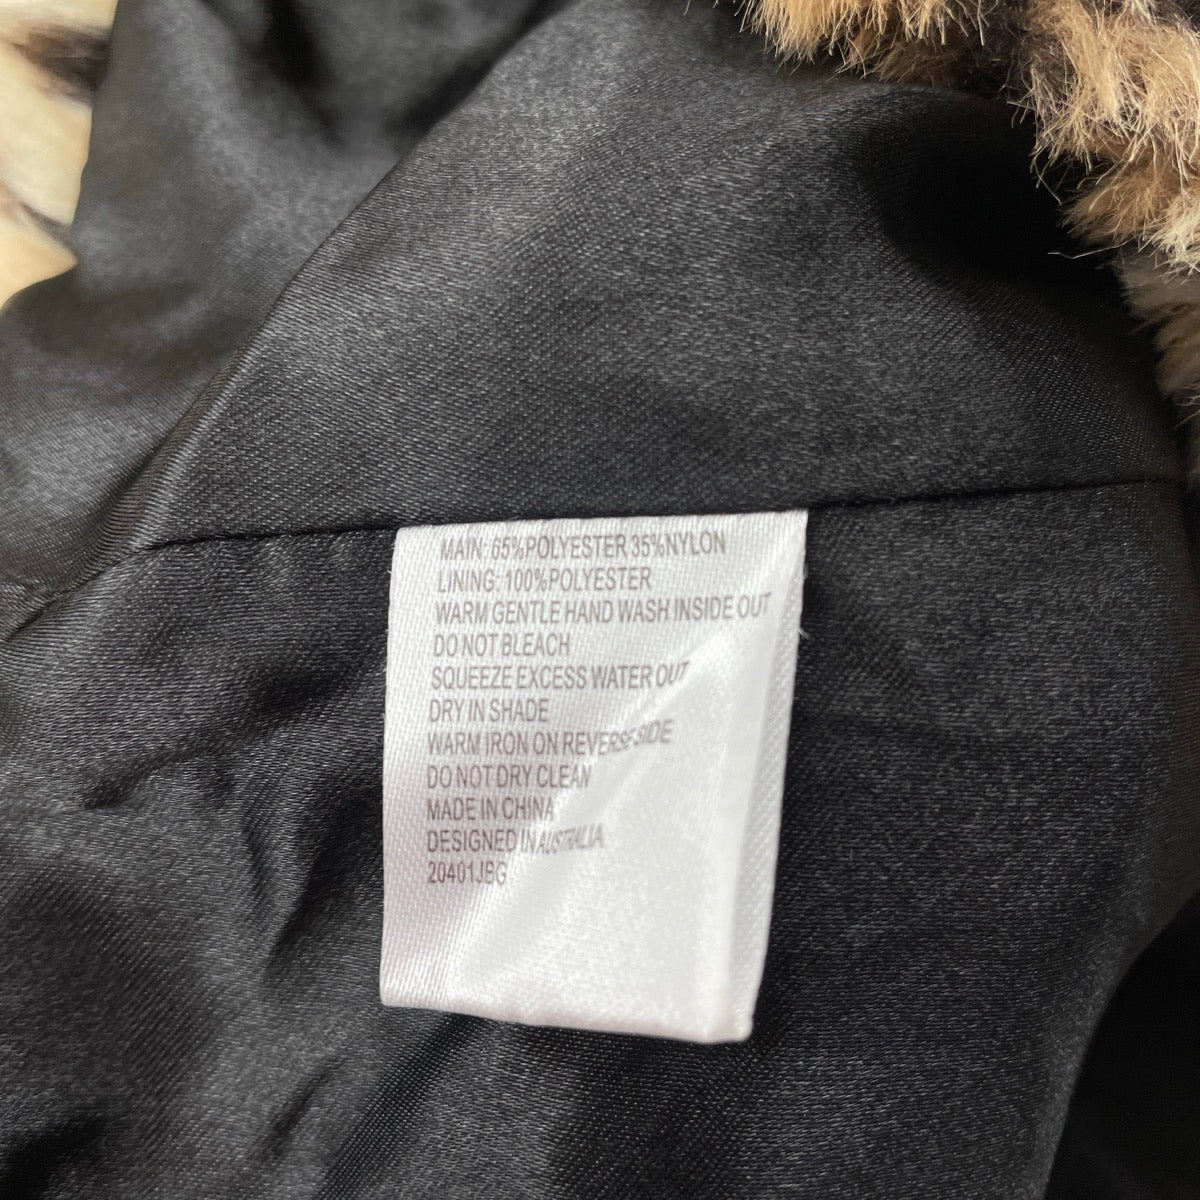 MAIN: 65%POLYESTER 35%NYLON
LINING: 100%POLYESTER
WARM GENTLE HAND WASH INSIDE OUT
DO NOT BLEACH
SQUEEZE EXCESS WATER OUT
DRY IN SHADE
WARM IRON ON REVERSE SIDE
DO NOT DRY CLEAN
MADE IN CHINA
DESIGNED IN AUSTRALIA
20401JBG